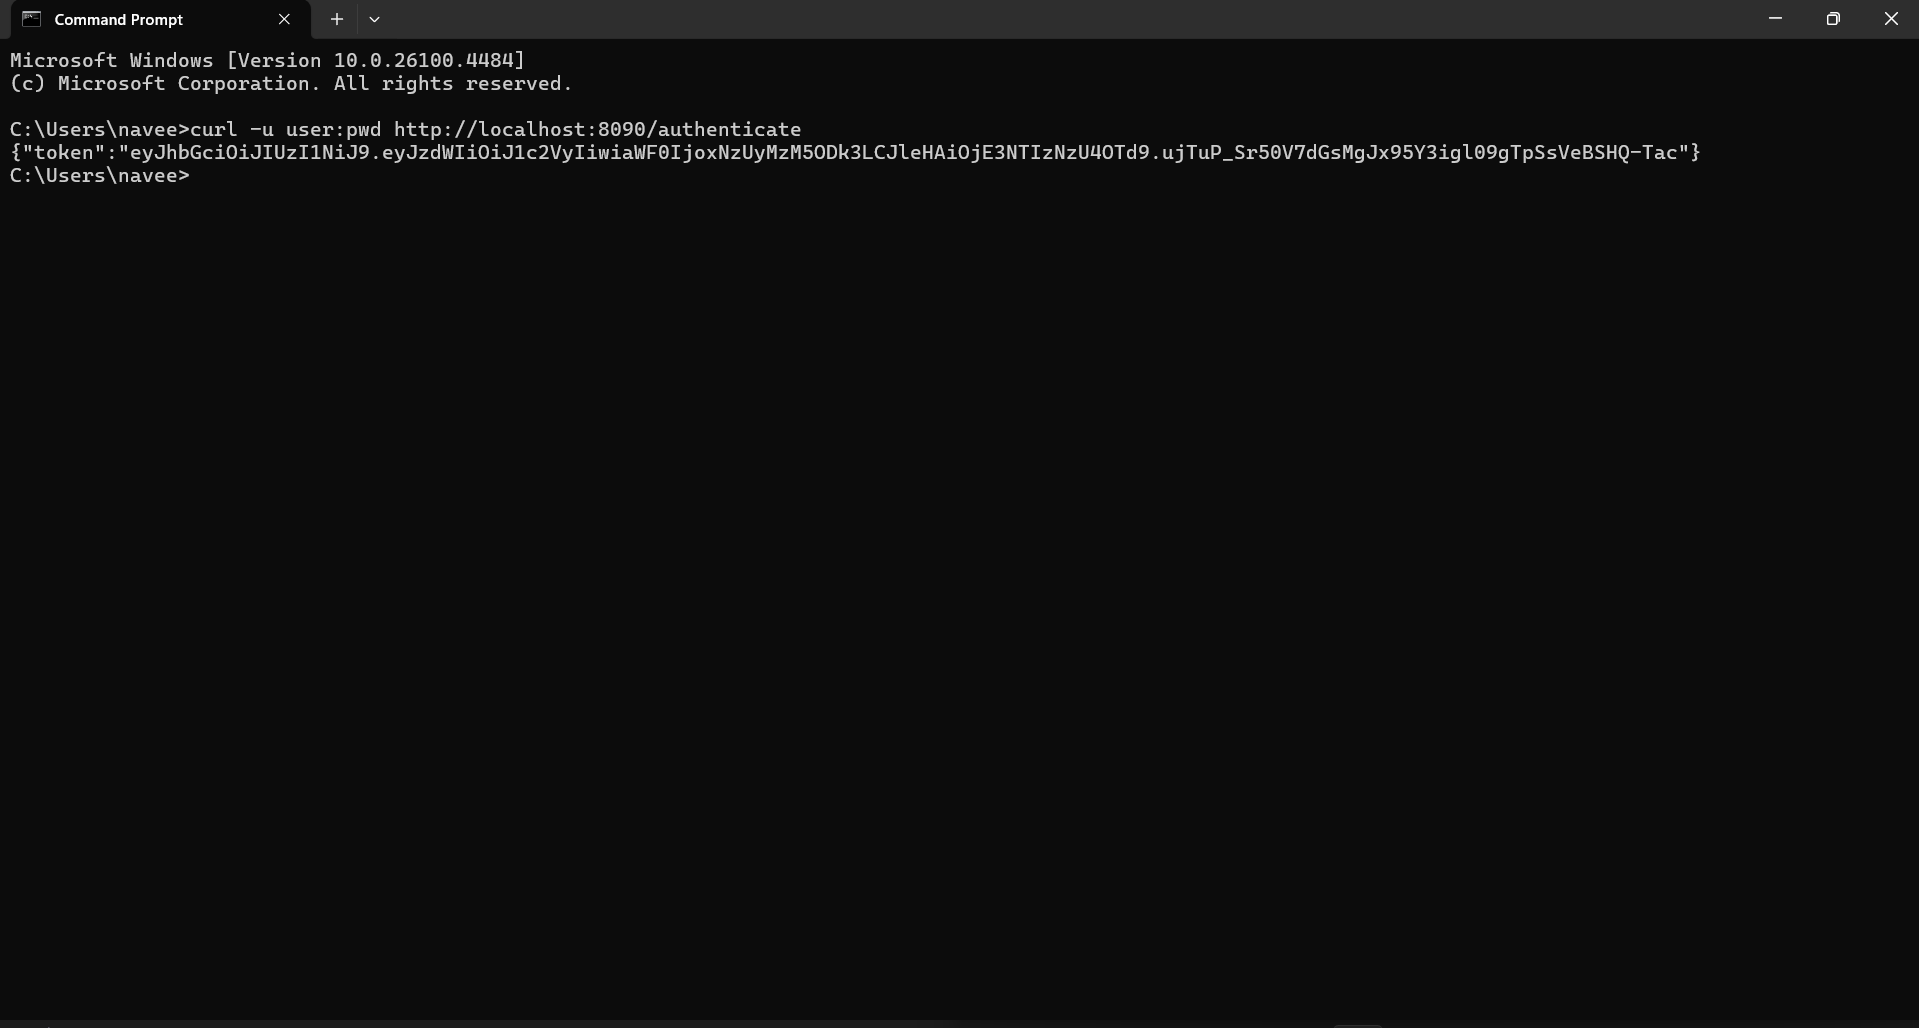 Command Prompt
Microsoft Windows [Version 10.0.26100.4484]
(c) Microsoft Corporation. All rights reserved.
C:\Users\navee>curl -u user:pwd http://localhost:8090/authenticate
{"token":"eyJhbGciOiJIUzI1NiJ9.eyJzdWIiOiJ1c2VyIiwiaWF0IjoxNzUyMzM5ODk3LCJleHAiOjE3NTIzNzU4OTd9.ujTuP_Sr50V7dGsMgJx95Y3igl09gTpSsVeBSHQ-Tac"}
C:\Users\navee>